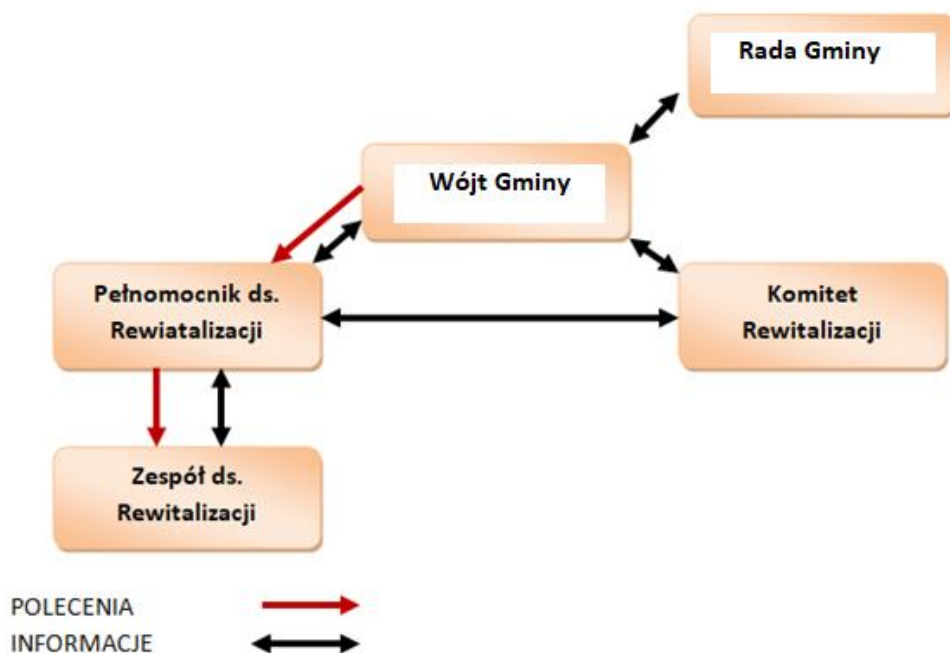 Rada Gminy
Wójt Gminy
Pełnomocnik ds.
Rewiatalizacji
Komitet
Rewitalizacji
Zespół ds.
Rewitalizacji
POLECENIA
INFORMACJE